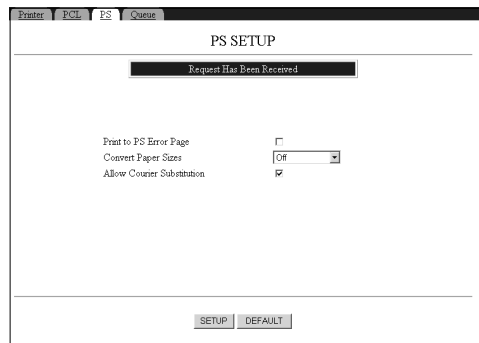 Printer PCL PS Queue
PS SETUP
Request Has Been Received
Print to PS Error Page
Convert Paper Sizes Off
Allow Courier Substitution
SETUP DEFAULT